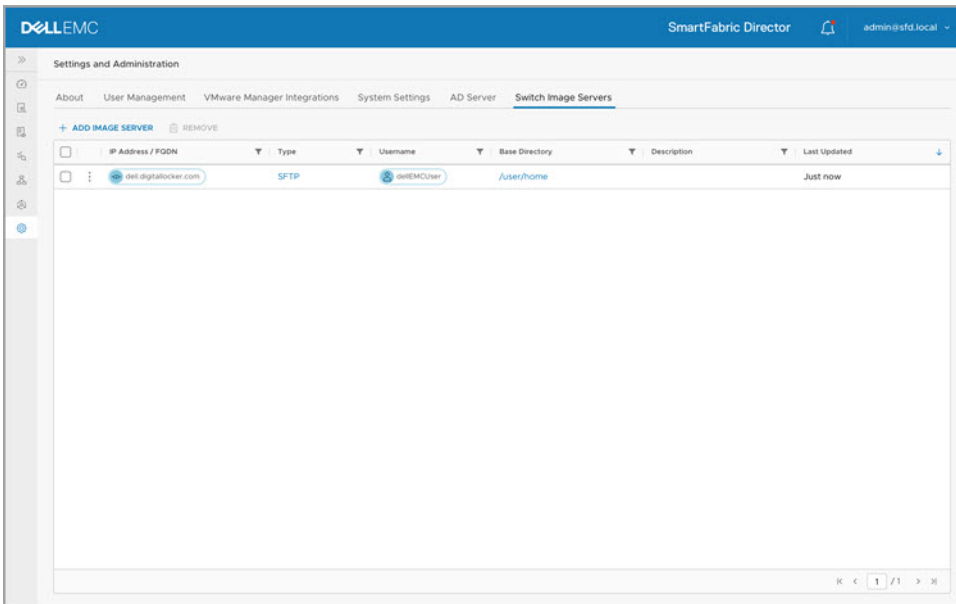 DELLEMC
SmartFabric Director
admin@sfd.local
Settings and Administration
About User Management VMware Manager Integrations System Settings AD Server Switch Image Servers
+ ADD IMAGE SERVER REMOVE
IP Address / FQDN Type Username Base Directory Description Last Updated
dell.digitallocker.com SFTP dellEMCUser /user/home Just now
1 /1